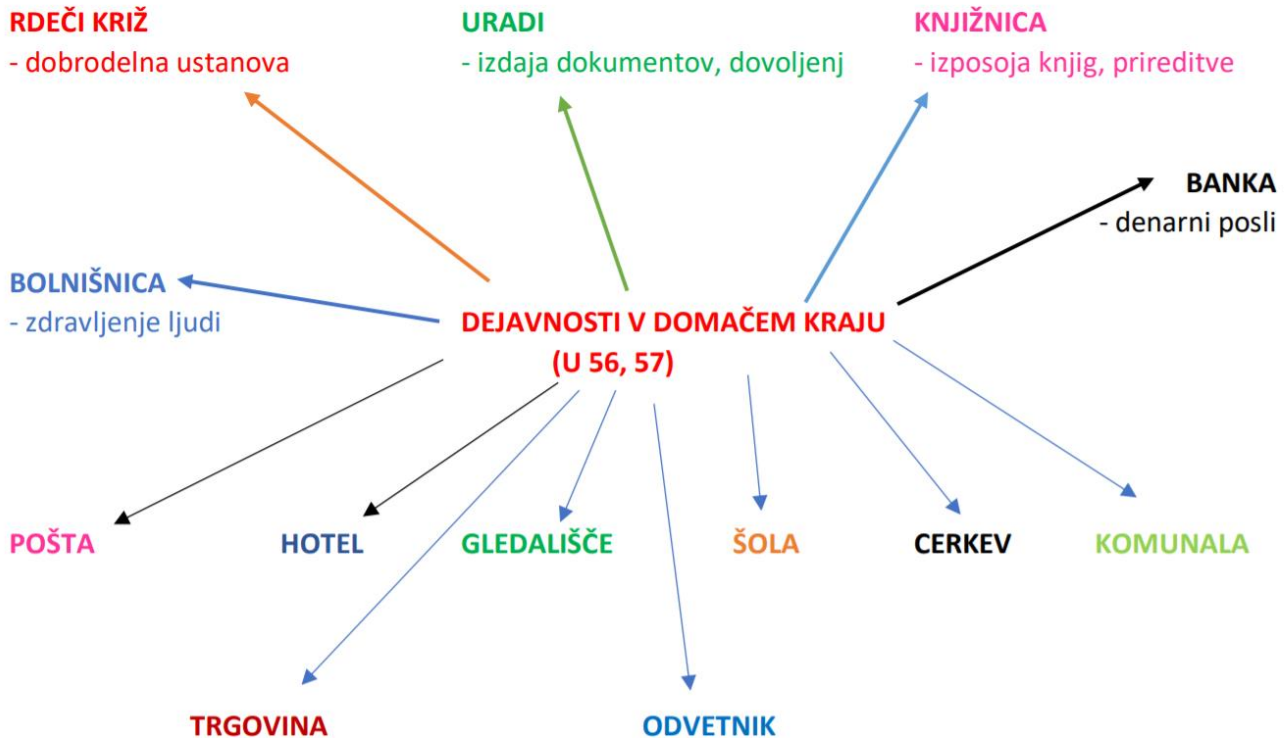 RDEČI KRIŽ
- dobrodelna ustanova
URADI
- izdaja dokumentov, dovoljenj
KNJIŽNICA
- izposoja knjig, prireditve
BANKA
- denarni posli
BOLNIŠNICA
- zdravljenje ljudi
DEJAVNOSTI V DOMAČEM KRAJU
(U 56, 57)
POŠTA
HOTEL
GLEDALIŠČE
ŠOLA
CERKEV
KOMUNALA
TRGOVINA
ODVETNIK